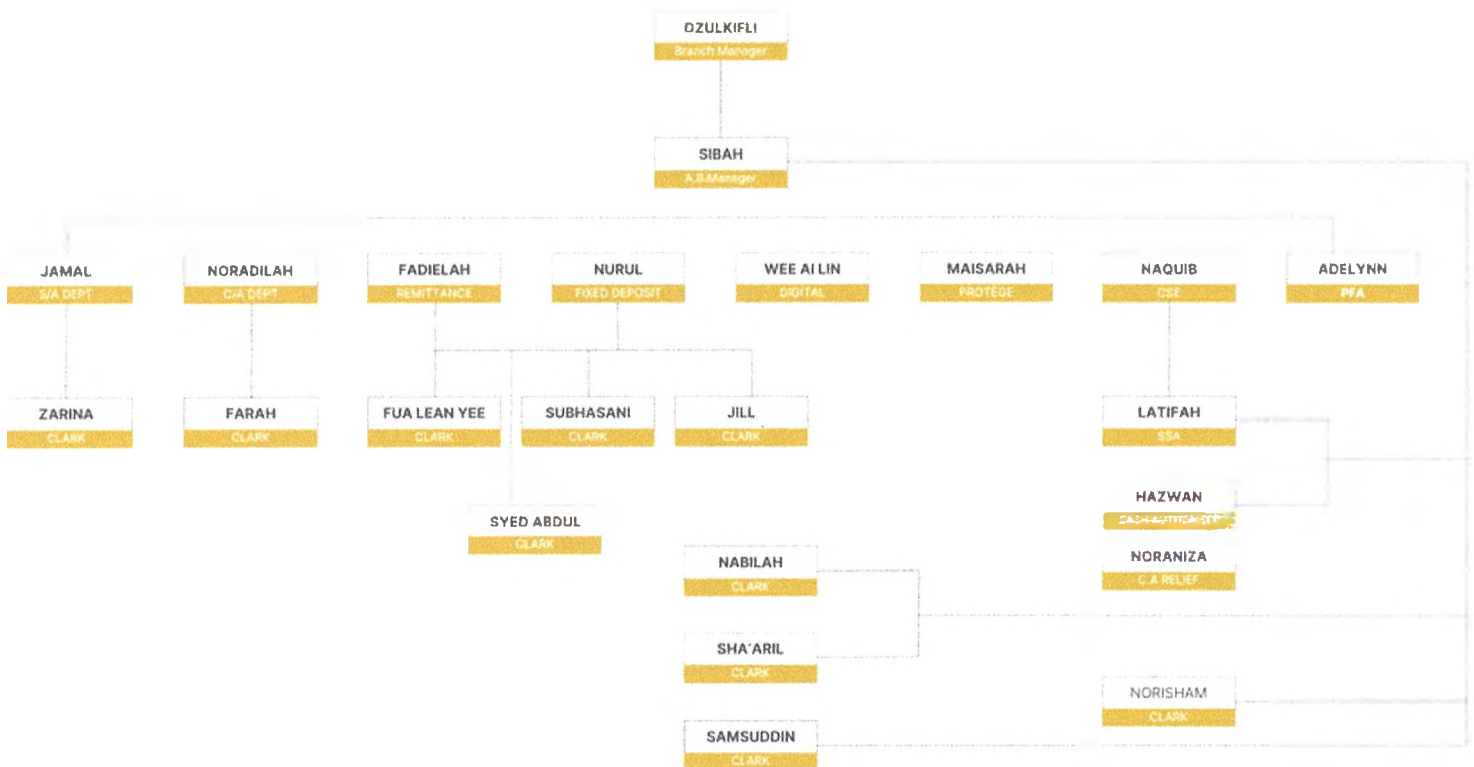 DZULKIFLI
Branch Manager
SIBAH
A.B.Manager
JAMAL
S/A DEPT
NORADILAH
C/A DEPT
FADIELAH
REMITTANCE
NURUL
FIXED DEPOSIT
WEE AI LIN
DIGITAL
MAISARAH
PROTEGE
NAQUIB
CSE
ADELYNN
PFA
ZARINA
CLARK
FARAH
CLARK
FUA LEAN YEE
CLARK
SUBHASANI
CLARK
JILL
CLARK
LATIFAH
SSA
HAZWAN
SYED ABDUL
CLARK
NABILAH
CLARK
NORANIZA
C.A RELIEF
SHA'ARIL
CLARK
NORISHAM
CLARK
SAMSUDDIN
CLARK